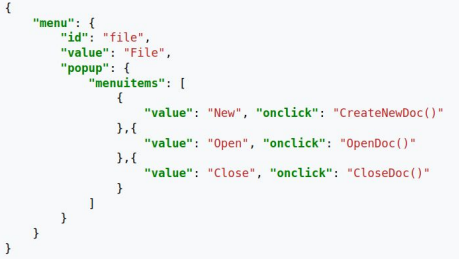 {
    "menu": {
        "id": "file",
        "value": "File",
        "popup": {
            "menuitems": [
                {
                    "value": "New", "onclick": "CreateNewDoc()"
                },{
                    "value": "Open", "onclick": "OpenDoc()"
                },{
                    "value": "Close", "onclick": "CloseDoc()"
                }
            ]
        }
    }
}